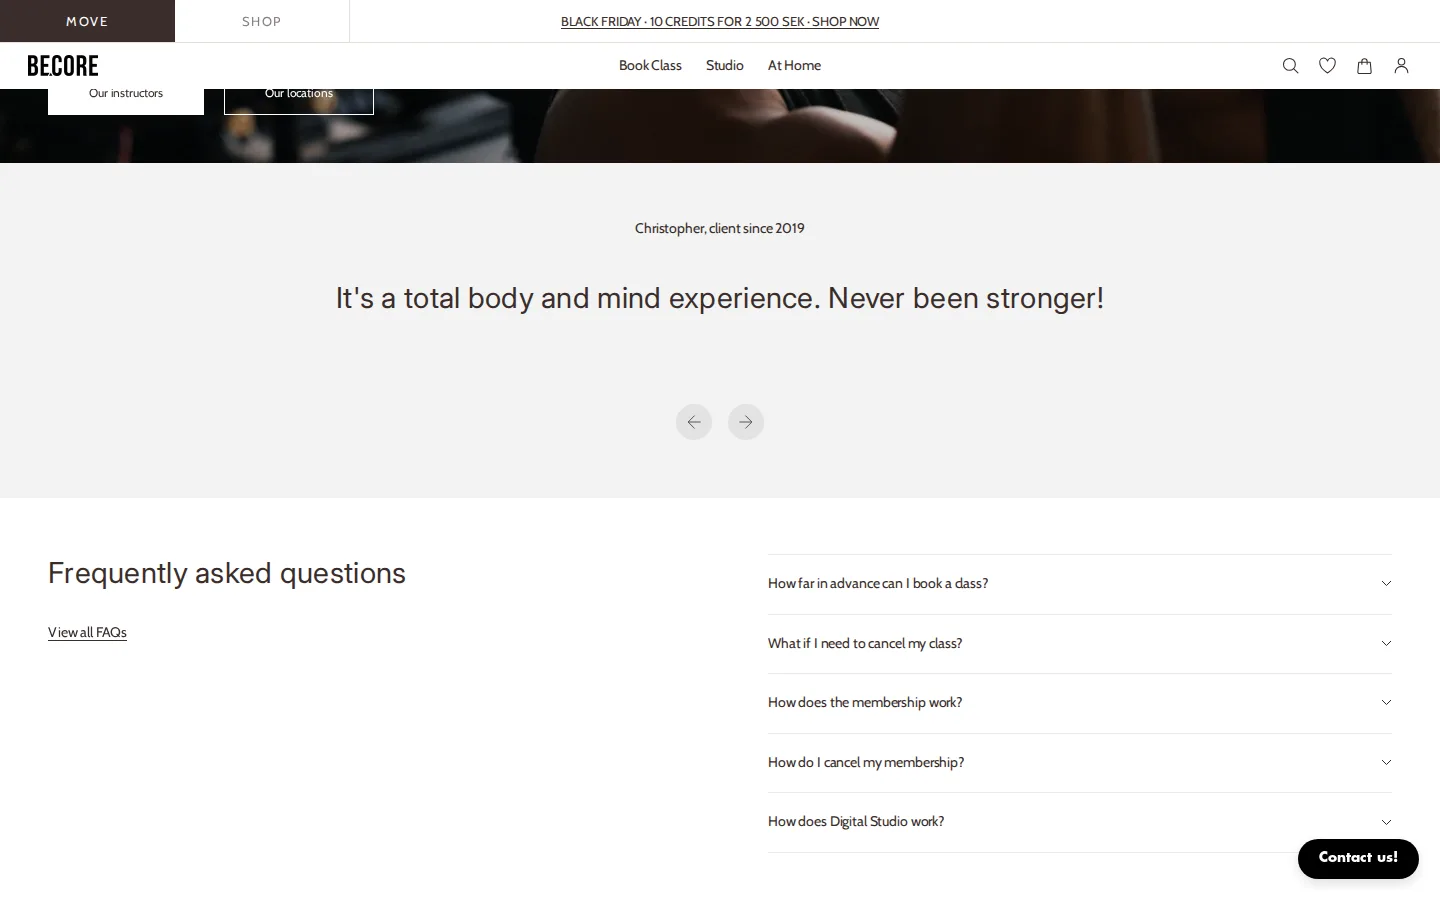 MOVE
SHOP
BLACK FRIDAY · 10 CREDITS FOR 2 500 SEK · SHOP NOW
BECORE
Book Class
Studio
At Home
Our instructors
Our locations
Christopher, client since 2019
It's a total body and mind experience. Never been stronger!
Frequently asked questions
View all FAQs
How far in advance can I book a class?
What if I need to cancel my class?
How does the membership work?
How do I cancel my membership?
How does Digital Studio work?
Contact us!